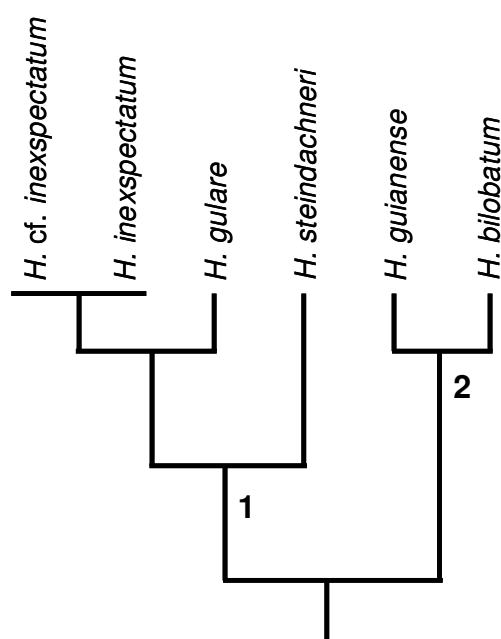 H. cf. inexspectatum
H. inexspectatum
H. gulare
H. steindachneri
H. guianense
H. bilobatum
2
1